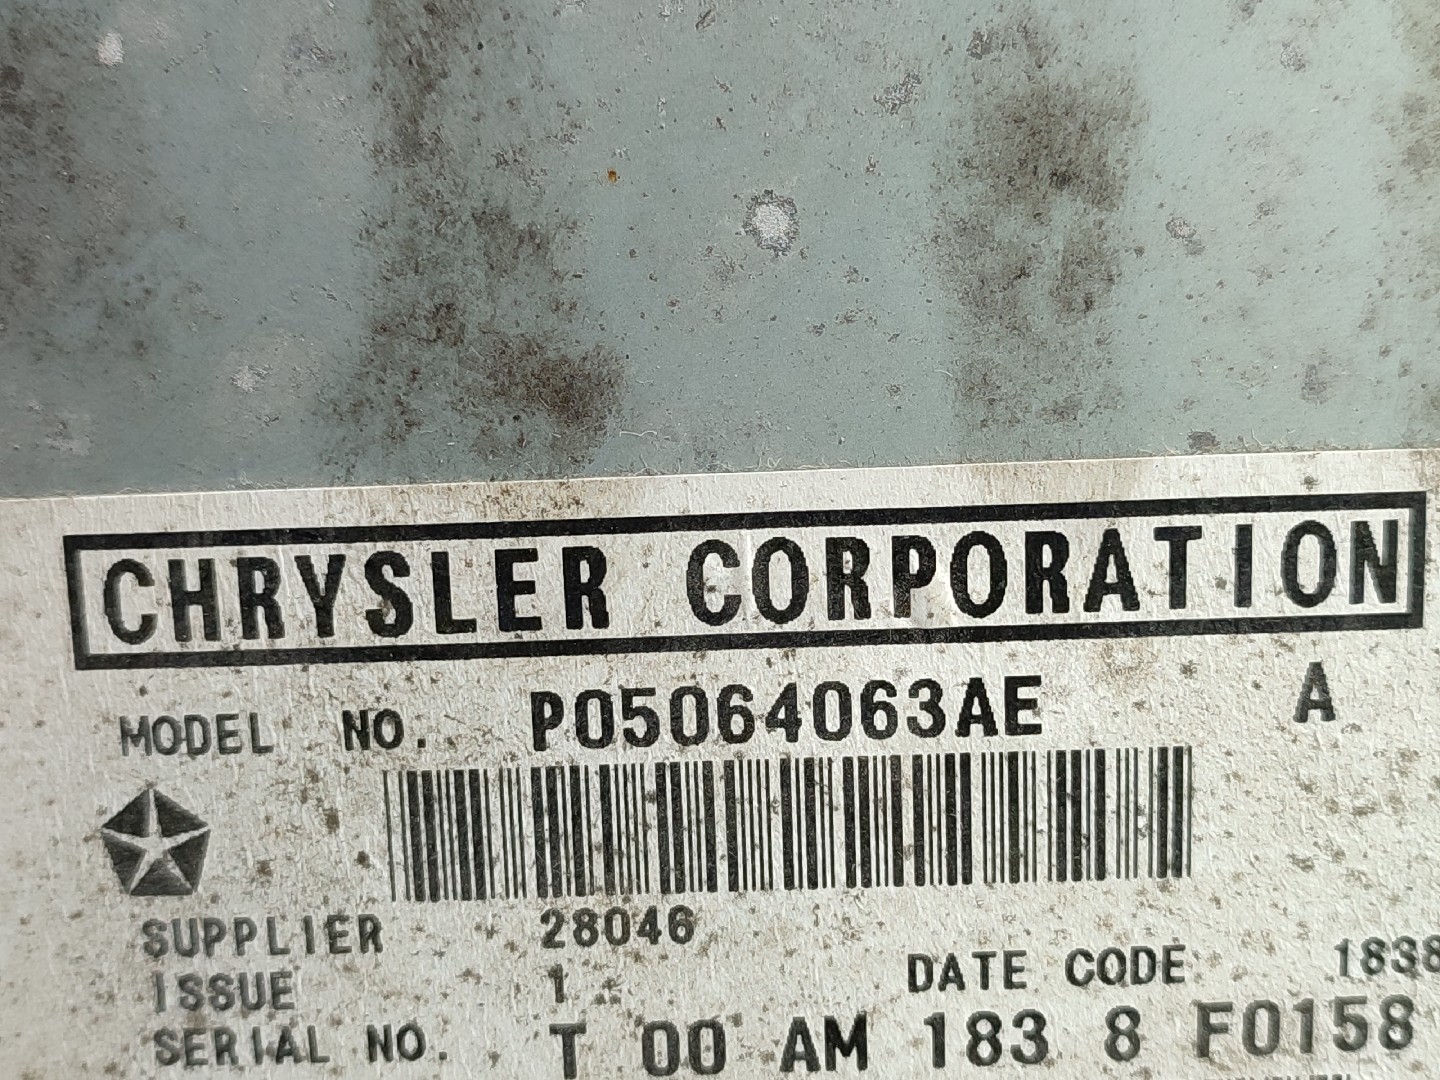 CHRYSLER CORPORATION
MODEL NO. P05064063AE A
SUPPLIER 28046
ISSUE 1 DATE CODE 1838
SERIAL NO. T 00 AM 183 8 F0158